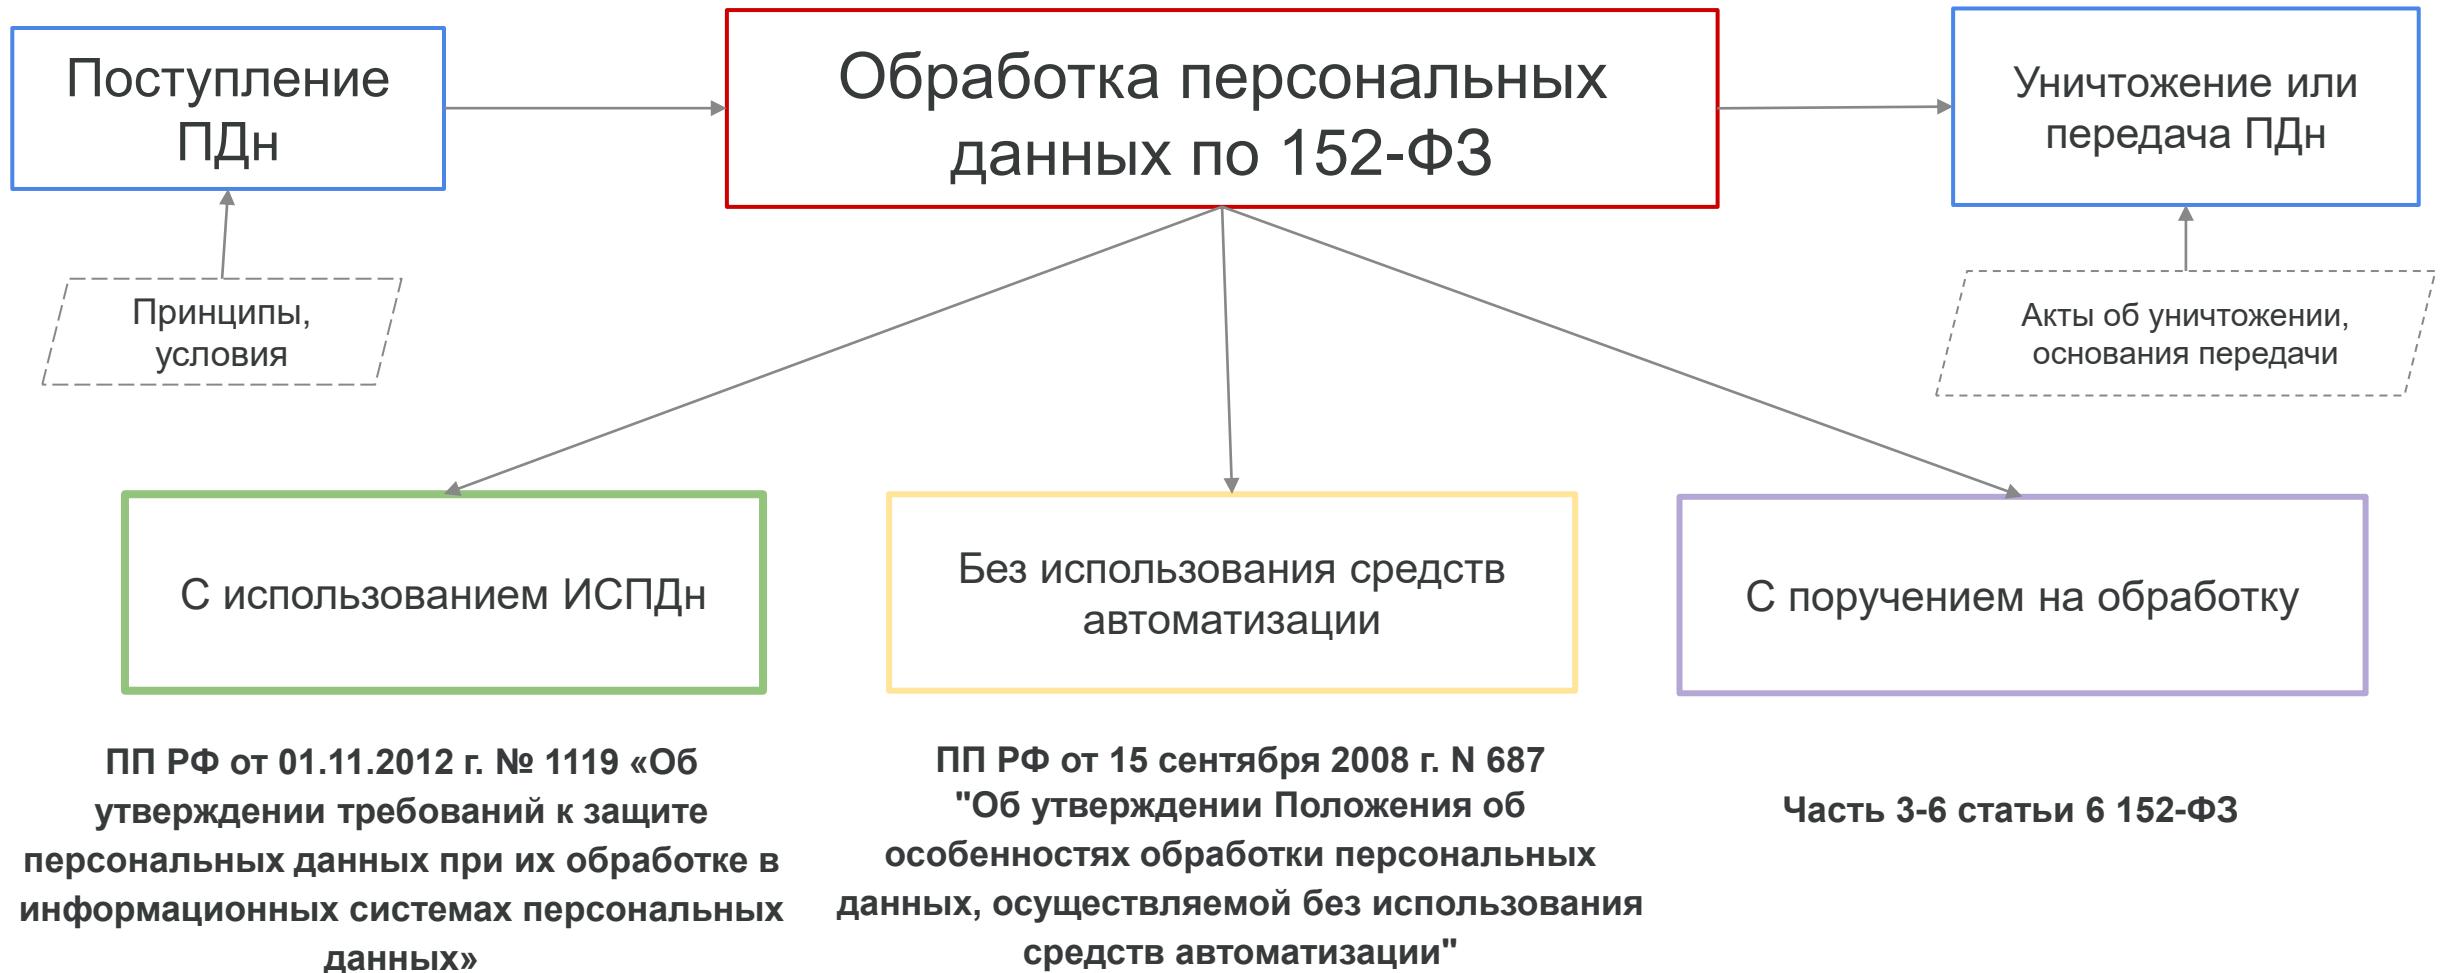 Поступление
ПДн
Обработка персональных
данных по 152-ФЗ
Уничтожение или
передача ПДн
Принципы,
условия
Акты об уничтожении,
основания передачи
С использованием ИСПДн
Без использования средств
автоматизации
С поручением на обработку
ПП РФ от 01.11.2012 г. № 1119 «Об
утверждении требований к защите
персональных данных при их обработке в
информационных системах персональных
данных»
ПП РФ от 15 сентября 2008 г. N 687
"Об утверждении Положения об
особенностях обработки персональных
данных, осуществляемой без использования
средств автоматизации"
Часть 3-6 статьи 6 152-ФЗ